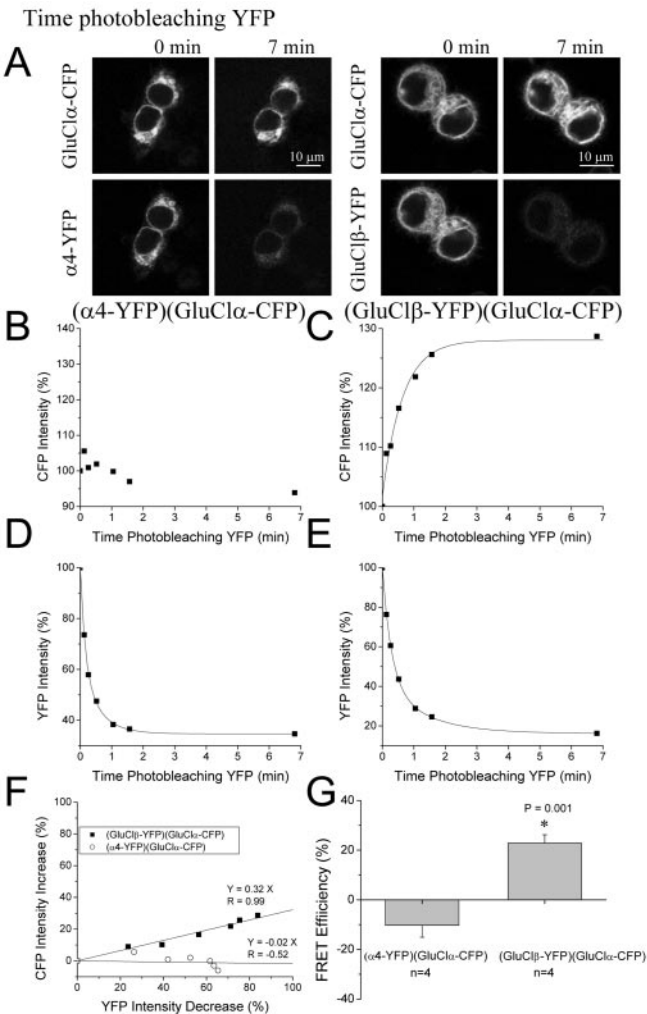 Time photobleaching YFP
A
0 min 7 min 0 min 7 min
GluClα-CFP GluClα-CFP
10 μm 10 μm
α4-YFP GluClβ-YFP
(α4-YFP)(GluClα-CFP) (GluClβ-YFP)(GluClα-CFP)
B
CFP Intensity (%)
140
130
120
110
100
90
0 1 2 3 4 5 6 7
Time Photobleaching YFP (min)
C
CFP Intensity (%)
130
120
110
100
0 1 2 3 4 5 6 7
Time Photobleaching YFP (min)
D
YFP Intensity (%)
100
80
60
40
0 1 2 3 4 5 6 7
Time Photobleaching YFP (min)
E
YFP Intensity (%)
100
80
60
40
20
0 1 2 3 4 5 6 7
Time Photobleaching YFP (min)
F
CFP Intensity Increase (%)
100
80
60
40
20
0
(GluClβ-YFP)(GluClα-CFP)
(α4-YFP)(GluClα-CFP)
Y = 0.32 X
R = 0.99
Y =-0.02 X
R = -0.52
0 20 40 60 80 100
YFP Intensity Decrease (%)
G
FRET Effiiciency (%)
40
20
0
-20
-40
P = 0.001
*
(α4-YFP)(GluClα-CFP) (GluClβ-YFP)(GluClα-CFP)
n=4 n=4